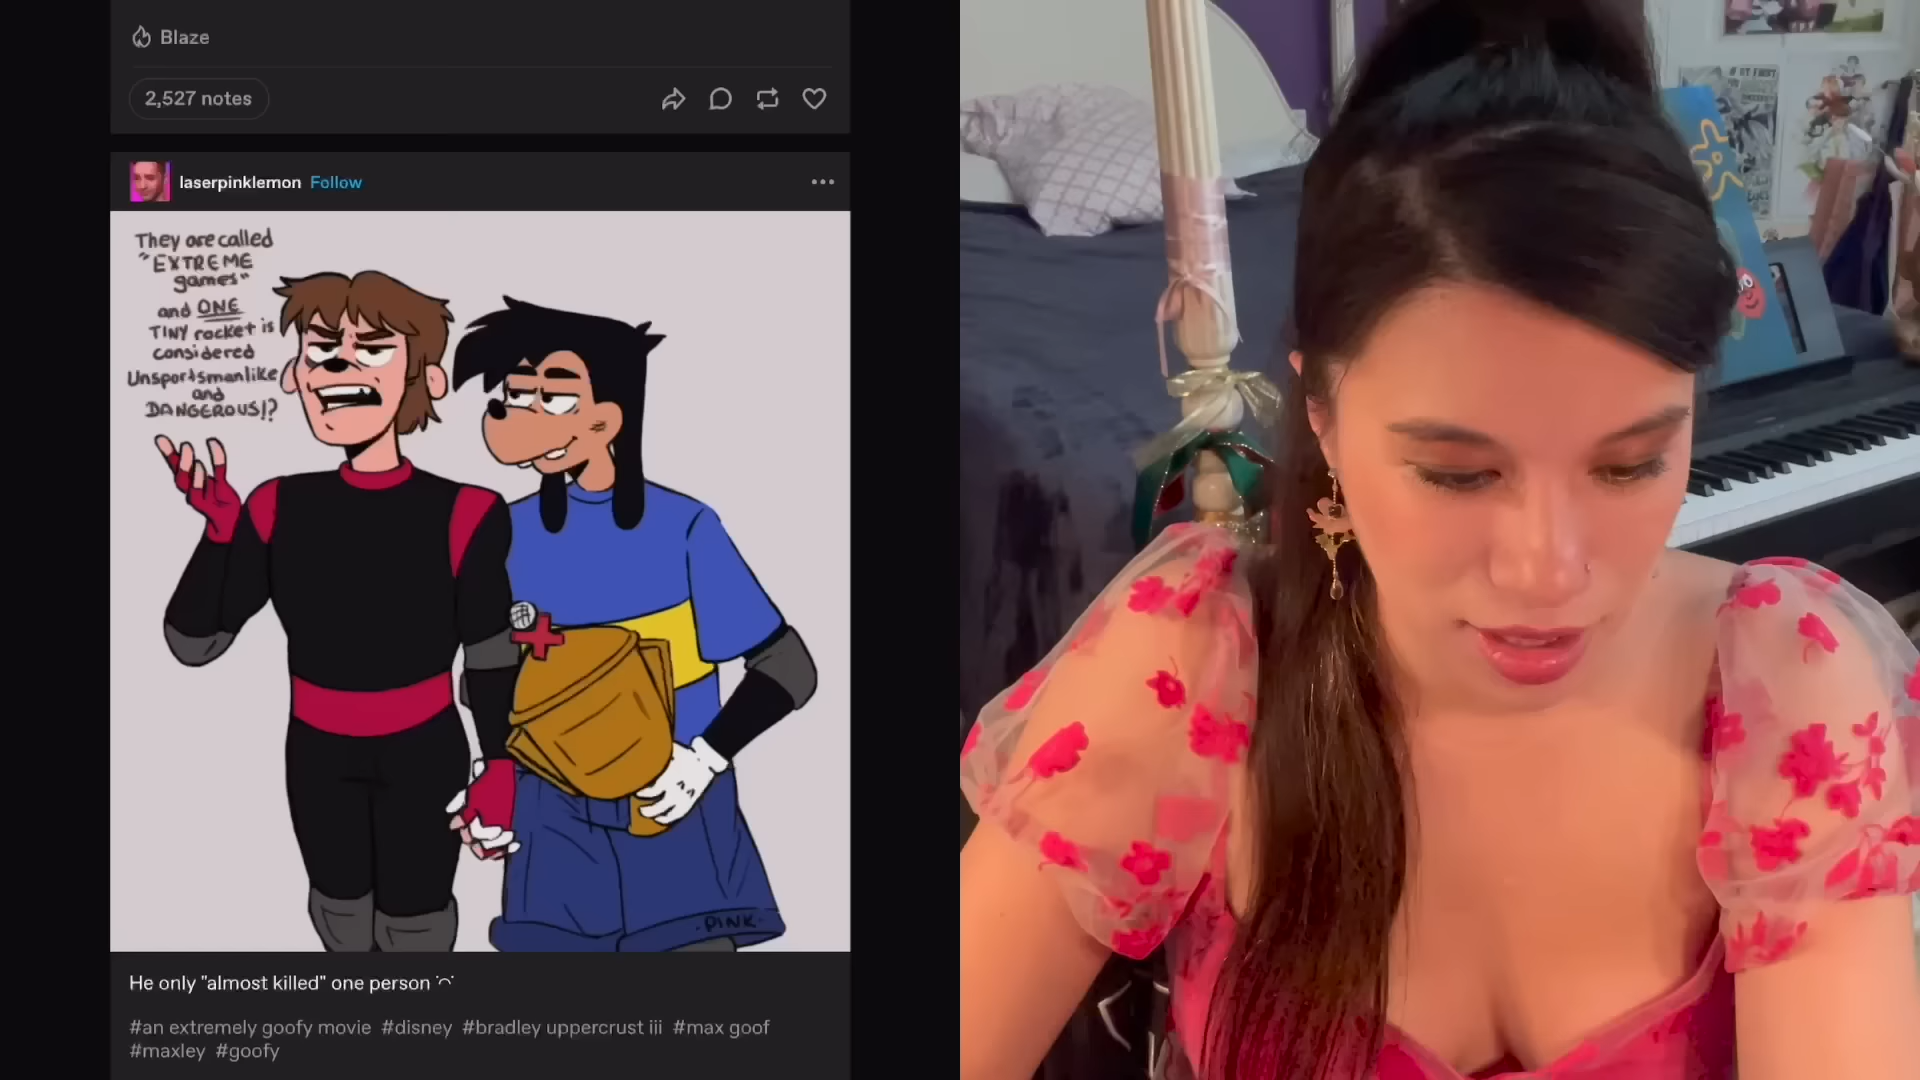 Blaze
2,527 notes
laserpinklemon Follow
They are called
"EXTREME
games"
and ONE
TINY rocket is
considered
Unsportsmanlike
and
DANGEROUS!?
·PINK·
He only "almost killed" one person
#an extremely goofy movie #disney #bradley uppercrust iii #max goof
#maxley #goofy